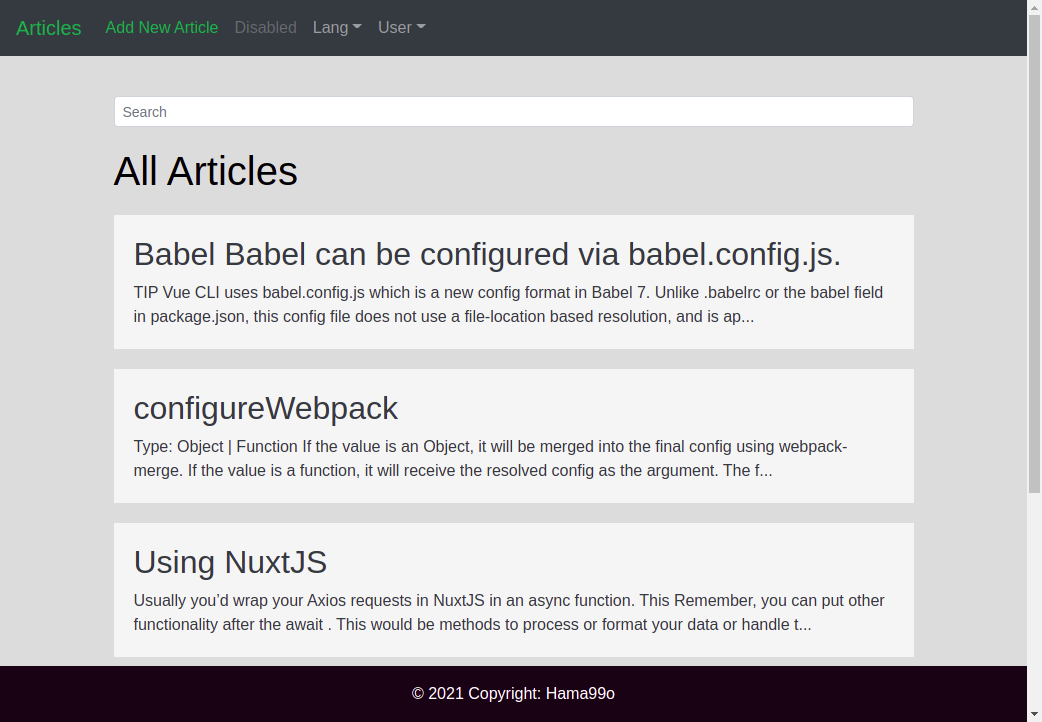 Articles Add New Article Disabled Lang User
Search
All Articles
Babel Babel can be configured via babel.config.js.
TIP Vue CLI uses babel.config.js which is a new config format in Babel 7. Unlike .babelrc or the babel field
in package.json, this config file does not use a file-location based resolution, and is ap...
configureWebpack
Type: Object | Function If the value is an Object, it will be merged into the final config using webpack-
merge. If the value is a function, it will receive the resolved config as the argument. The f...
Using NuxtJS
Usually you’d wrap your Axios requests in NuxtJS in an async function. This Remember, you can put other
functionality after the await . This would be methods to process or format your data or handle t...
© 2021 Copyright: Hama99o